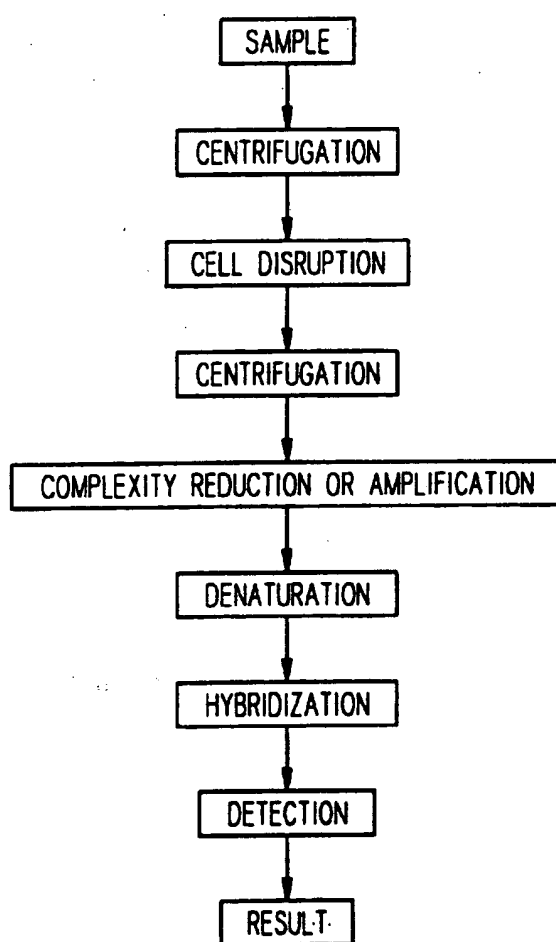 SAMPLE
CENTRIFUGATION
CELL DISRUPTION
CENTRIFUGATION
COMPLEXITY REDUCTION OR AMPLIFICATION
DENATURATION
HYBRIDIZATION
DETECTION
RESULT